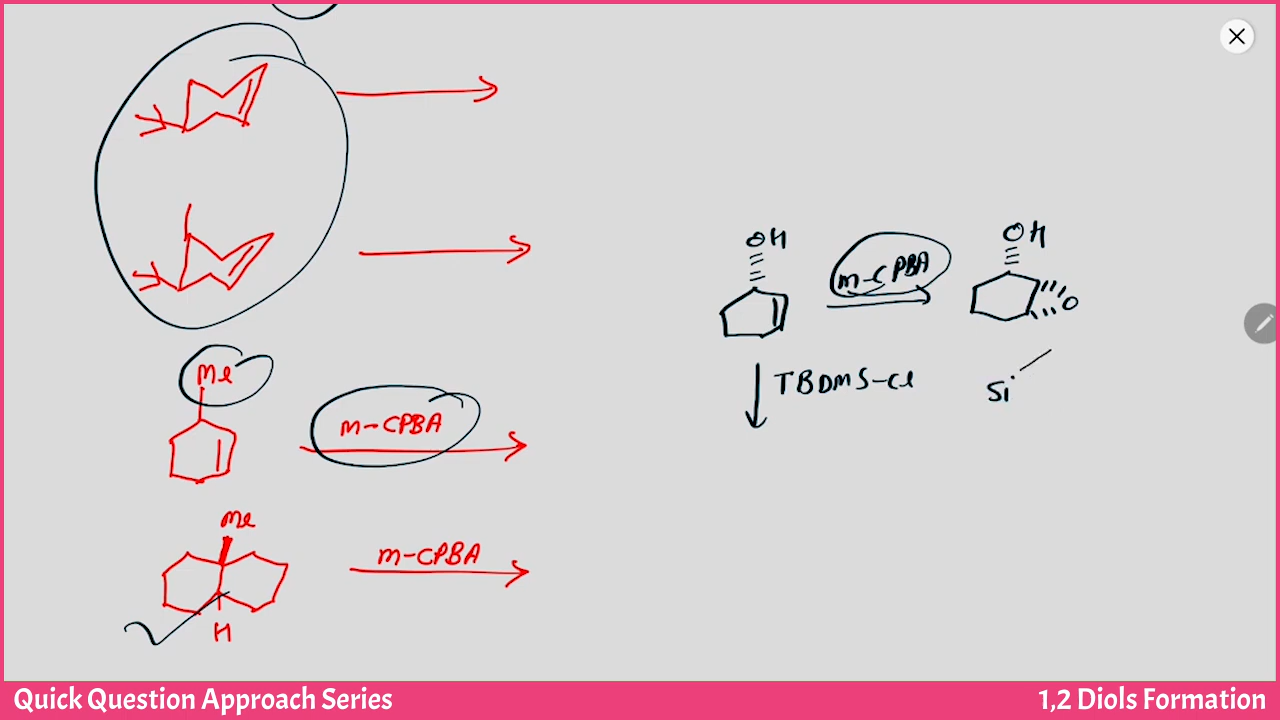 OH
m-CPBA
OH
O
TBDMS-Cl
Si
Me
m-CPBA
Me
m-CPBA
H
Quick Question Approach Series
1,2 Diols Formation